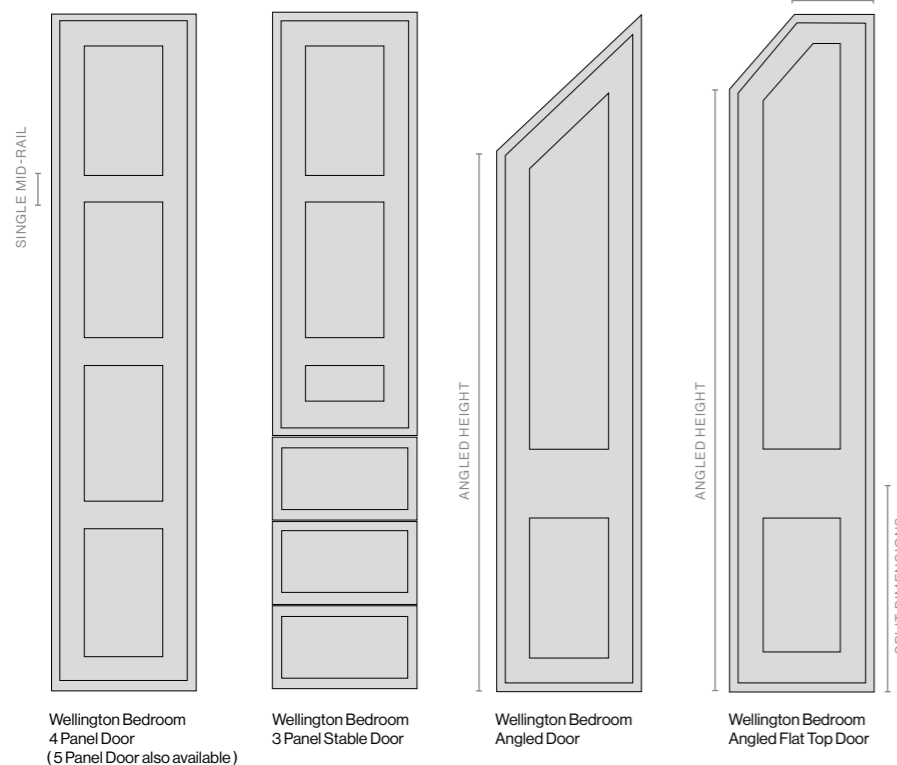 SINGLE MID-RAIL
ANGLED HEIGHT
ANGLED HEIGHT
Wellington Bedroom
4 Panel Door
( 5 Panel Door also available )
Wellington Bedroom
3 Panel Stable Door
Wellington Bedroom
Angled Door
Wellington Bedroom
Angled Flat Top Door